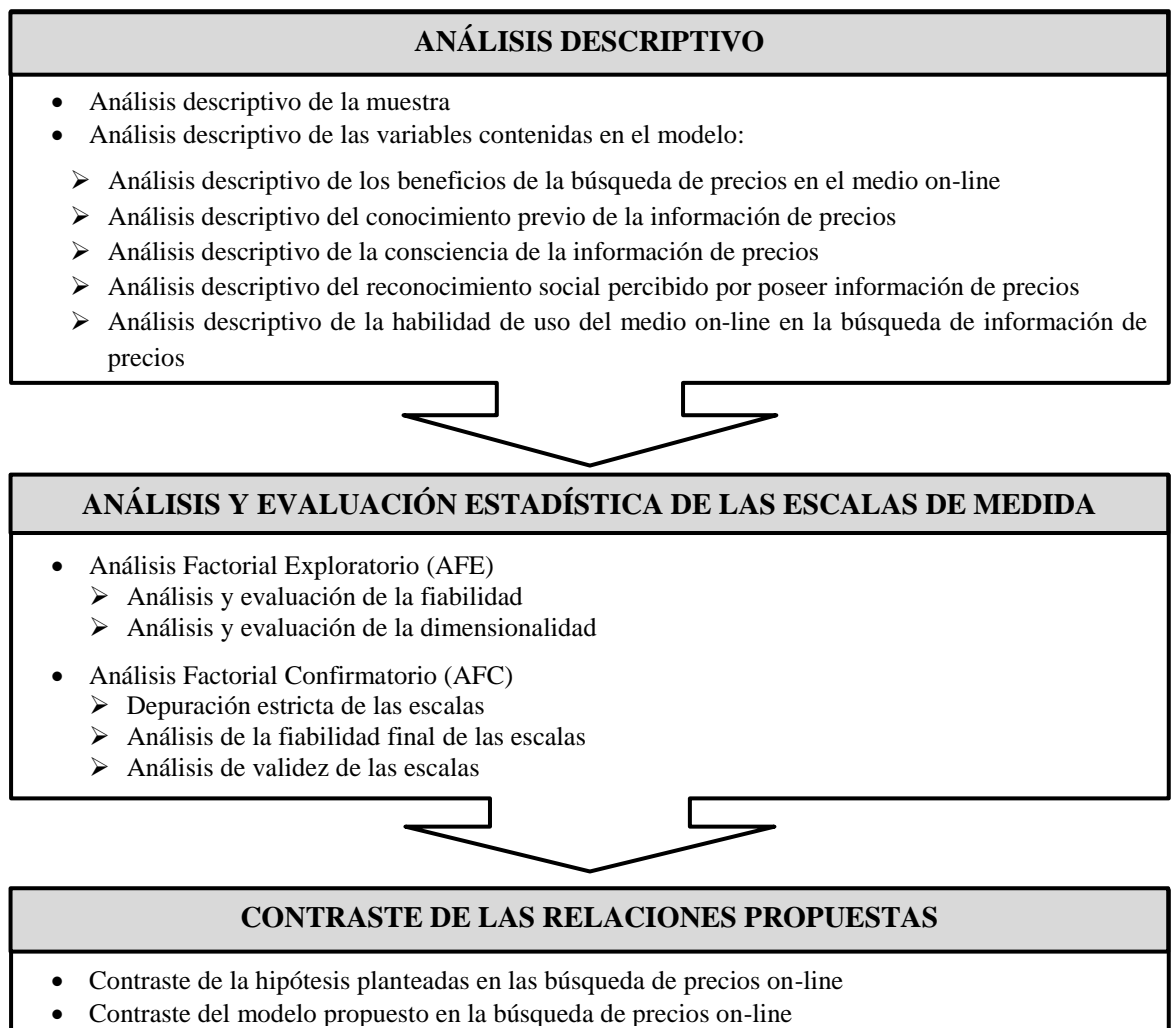 ANÁLISIS DESCRIPTIVO
• Análisis descriptivo de la muestra
• Análisis descriptivo de las variables contenidas en el modelo:
➢ Análisis descriptivo de los beneficios de la búsqueda de precios en el medio on-line
➢ Análisis descriptivo del conocimiento previo de la información de precios
➢ Análisis descriptivo de la consciencia de la información de precios
➢ Análisis descriptivo del reconocimiento social percibido por poseer información de precios
➢ Análisis descriptivo de la habilidad de uso del medio on-line en la búsqueda de información de
precios
ANÁLISIS Y EVALUACIÓN ESTADÍSTICA DE LAS ESCALAS DE MEDIDA
• Análisis Factorial Exploratorio (AFE)
➢ Análisis y evaluación de la fiabilidad
➢ Análisis y evaluación de la dimensionalidad
• Análisis Factorial Confirmatorio (AFC)
➢ Depuración estricta de las escalas
➢ Análisis de la fiabilidad final de las escalas
➢ Análisis de validez de las escalas
CONTRASTE DE LAS RELACIONES PROPUESTAS
• Contraste de la hipótesis planteadas en las búsqueda de precios on-line
• Contraste del modelo propuesto en la búsqueda de precios on-line